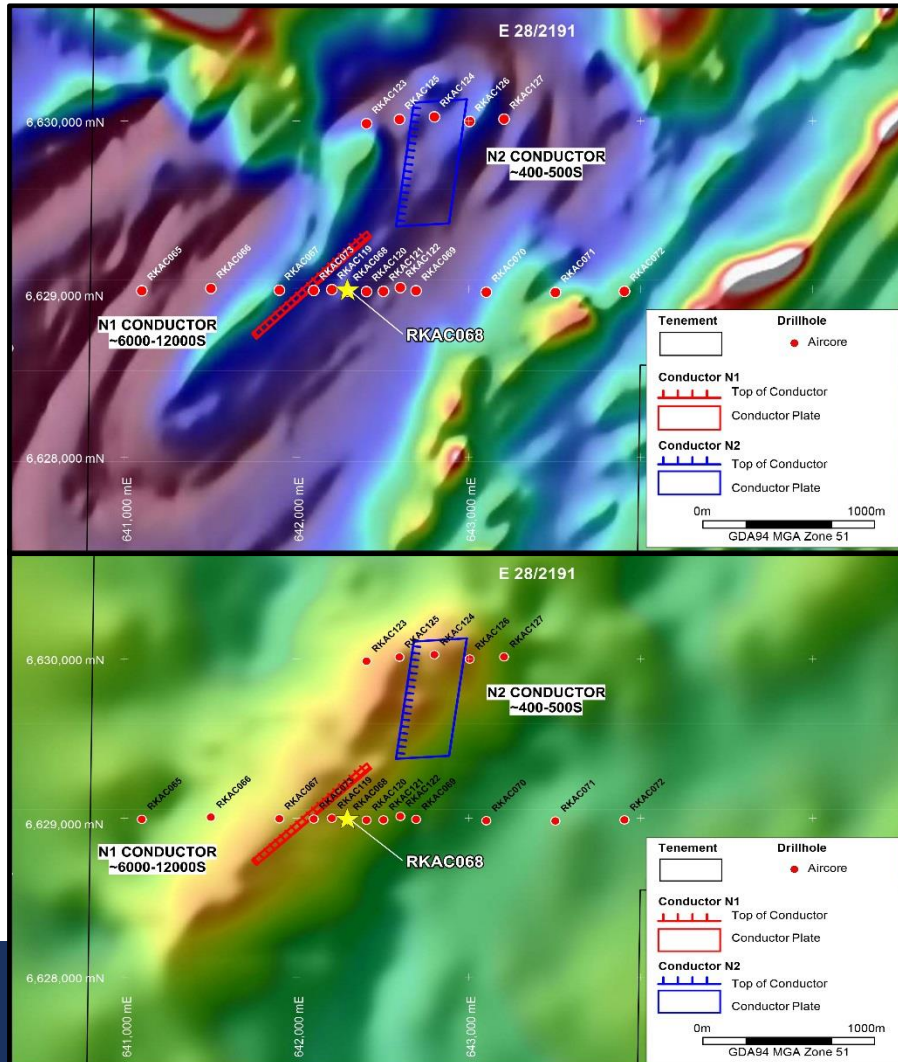 E 28/2191
RKAC123
RKAC125
RKAC124
RKAC126
RKAC127
6,630,000 mN
N2 CONDUCTOR
~400-500S
RKAC065
RKAC066
RKAC067
RKAC073
RKAC119
RKAC068
RKAC120
RKAC121
RKAC122
RKAC069
RKAC070
RKAC071
RKAC072
6,629,000 mN
N1 CONDUCTOR
~6000-12000S
RKAC068
6,628,000 mN
641,000 mE
642,000 mE
643,000 mE
Tenement
Drillhole
Aircore
Conductor N1
Top of Conductor
Conductor Plate
Conductor N2
Top of Conductor
Conductor Plate
0m
1000m
GDA94 MGA Zone 51
E 28/2191
RKAC123
RKAC125
RKAC124
RKAC126
RKAC127
6,630,000 mN
N2 CONDUCTOR
~400-500S
RKAC065
RKAC066
RKAC067
RKAC073
RKAC119
RKAC068
RKAC120
RKAC121
RKAC122
RKAC069
RKAC070
RKAC071
RKAC072
6,629,000 mN
N1 CONDUCTOR
~6000-12000S
RKAC068
6,628,000 mN
641,000 mE
642,000 mE
643,000 mE
Tenement
Drillhole
Aircore
Conductor N1
Top of Conductor
Conductor Plate
Conductor N2
Top of Conductor
Conductor Plate
0m
1000m
GDA94 MGA Zone 51